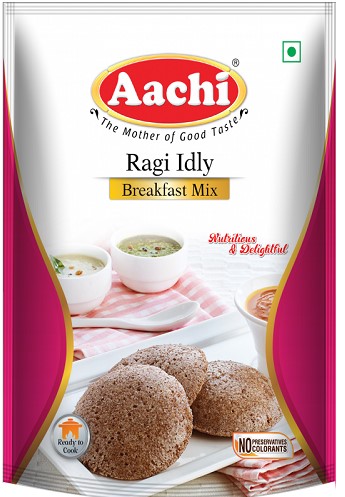 Aachi®
The Mother of Good Taste
Ragi Idly
Breakfast Mix
Nutritious
& Delightful
Ready to
Cook
NO PRESERVATIVES
COLORANTS